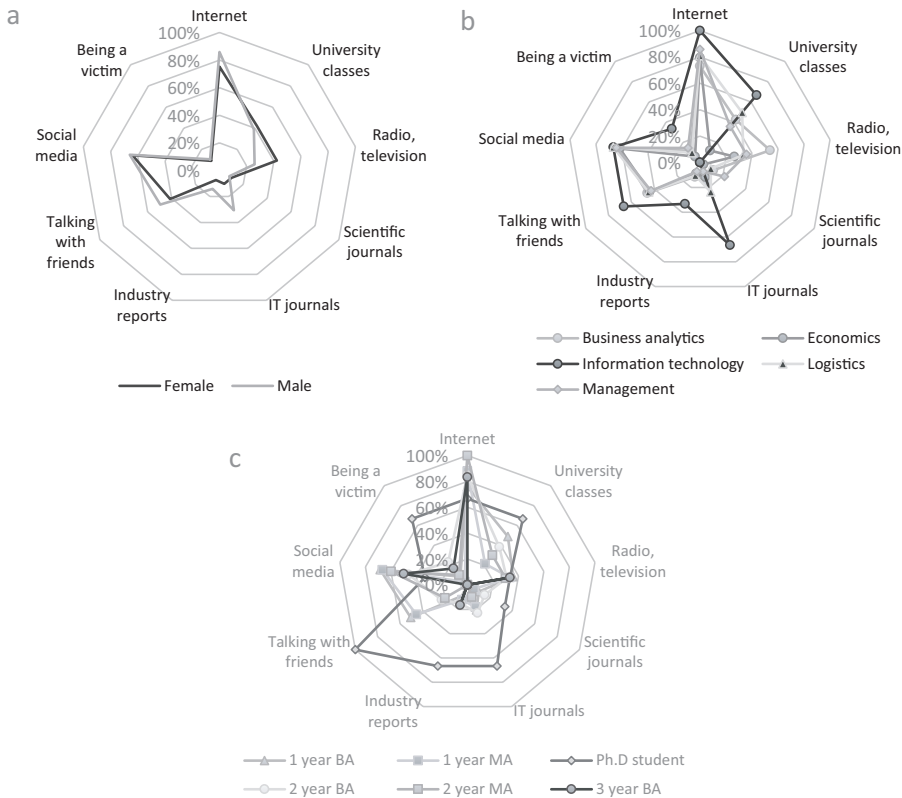 a
Internet
100%
80%
60%
40%
20%
0%
University
classes
Radio,
television
Scientific
journals
IT journals
Industry
reports
Talking
with
friends
Social
media
Being a
victim
Female
Male
b
Internet
100%
80%
60%
40%
20%
0%
University
classes
Radio,
television
Scientific
journals
IT journals
Industry
reports
Talking with
friends
Social media
Being a victim
Business analytics
Economics
Information technology
Logistics
Management
c
Internet
100%
80%
60%
40%
20%
0%
University
classes
Radio,
television
Scientific
journals
IT journals
Industry
reports
Talking with
friends
Social
media
Being a
victim
1 year BA
1 year MA
Ph.D student
2 year BA
2 year MA
3 year BA